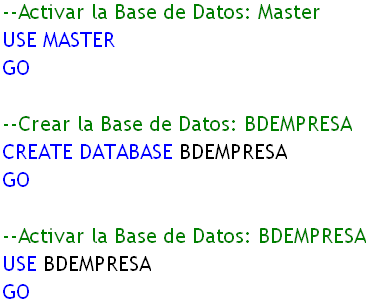 --Activar la Base de Datos: Master
USE MASTER
GO
--Crear la Base de Datos: BDEMPRESA
CREATE DATABASE BDEMPRESA
GO
--Activar la Base de Datos: BDEMPRESA
USE BDEMPRESA
GO